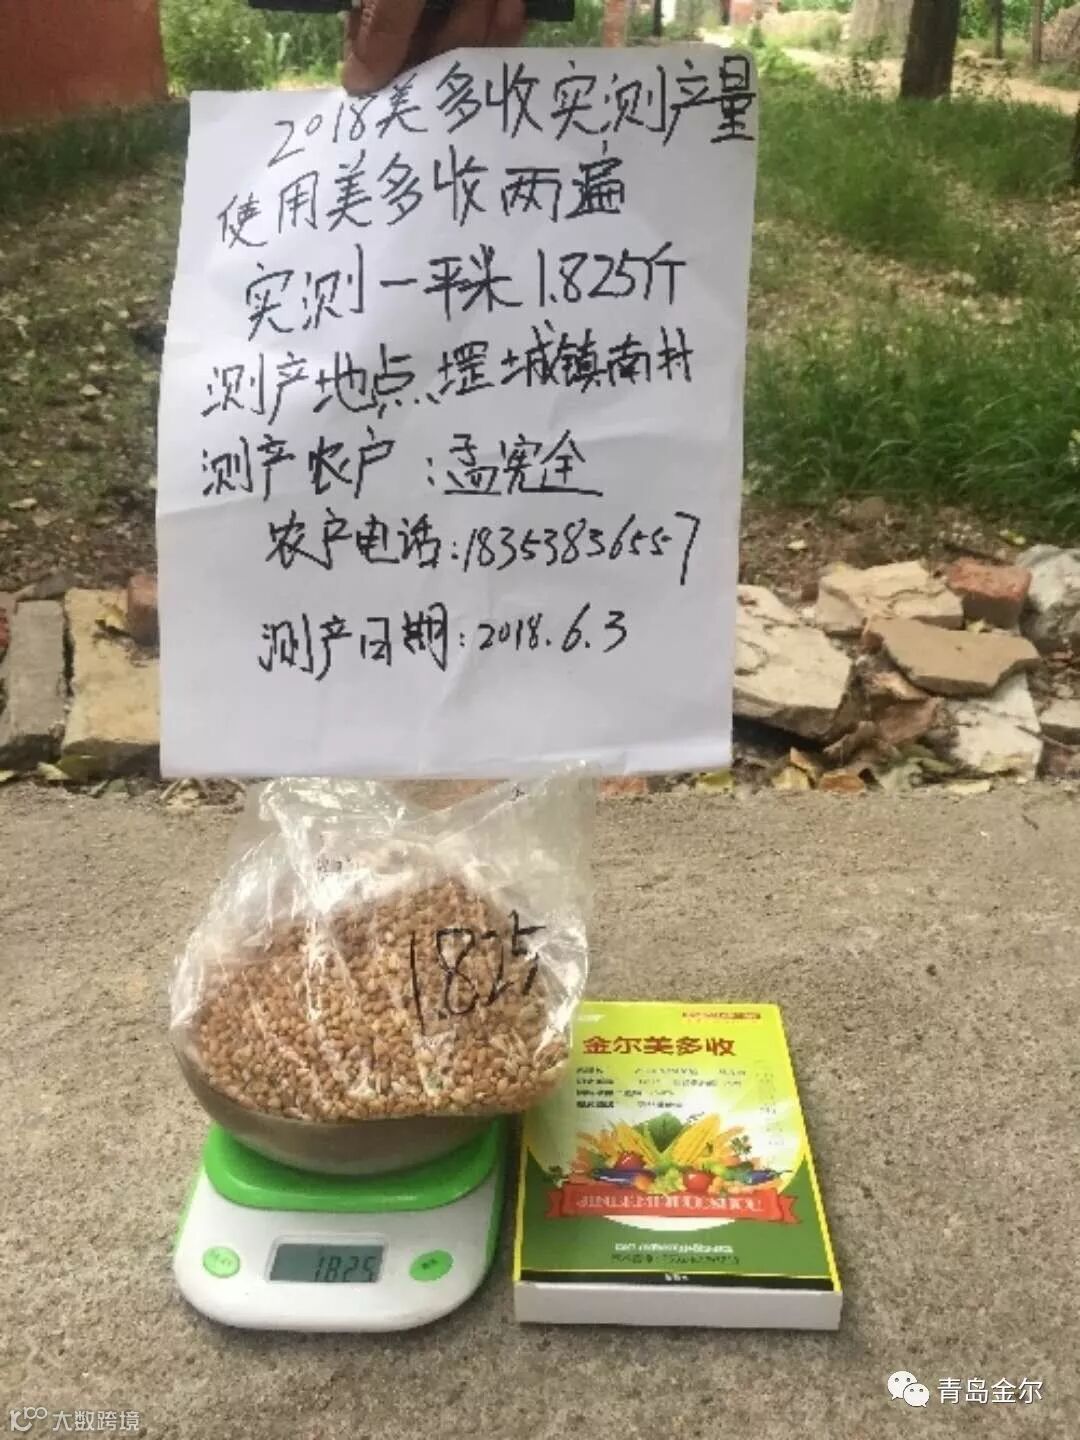 2018美多收实测产量
使用美多收两遍
实测一平米1.825斤
测产地点、堽城镇南村
测产农户：孟宪全
农户电话：18353836557
测产日期：2018.6.3
1.825
金尔美多收
1825
青岛金尔
大数跨境